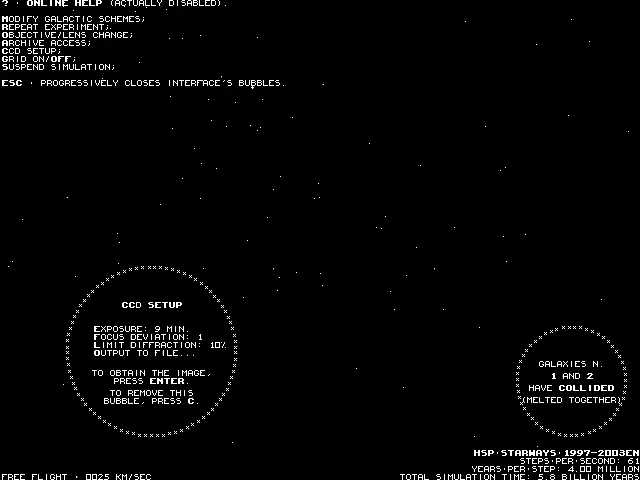 ? · ONLINE HELP (ACTUALLY DISABLED).
MODIFY GALACTIC SCHEMES;
REPEAT EXPERIMENT;
OBJECTIVE/LENS CHANGE;
ARCHIVE ACCESS;
CCD SETUP;
GRID ON/OFF;
SUSPEND SIMULATION;
ESC · PROGRESSIVELY CLOSES INTERFACE'S BUBBLES.
CCD SETUP
EXPOSURE: 9 MIN.
FOCUS DEVIATION: 1
LIMIT DIFFRACTION: 10%
OUTPUT TO FILE...
TO OBTAIN THE IMAGE,
PRESS ENTER.
TO REMOVE THIS
BUBBLE, PRESS C.
GALAXIES N.
1 AND 2
HAVE COLLIDED
(MELTED TOGETHER)
HSP·STARWAYS·1997-2003EN
STEPS·PER·SECOND: 61
YEARS·PER·STEP: 4.00 MILLION
FREE FLIGHT · 0025 KM/SEC
TOTAL SIMULATION TIME: 5.8 BILLION YEARS